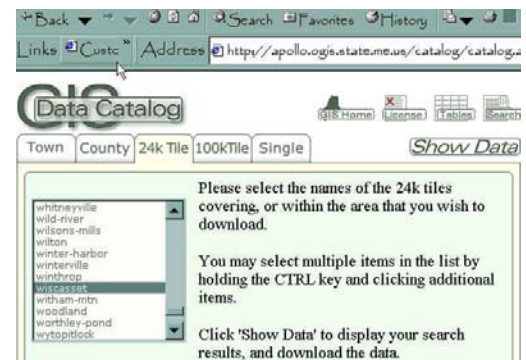 Back Search Favorites History
Links Custc » Address http://apollo.ogis.state.me.us/catalog/catalog.a
GIS
Data Catalog
GIS Home License Tables Search
Town County 24k Tile 100kTile Single Show Data
whitneyville
wild-river
wilsons-mills
wilton
winter-harbor
winterville
winthrop
wiscasset
witham-mtn
woodland
worthley-pond
wytopitlock
Please select the names of the 24k tiles
covering, or within the area that you wish to
download.
You may select multiple items in the list by
holding the CTRL key and clicking additional
items.
Click 'Show Data' to display your search
results, and download the data.